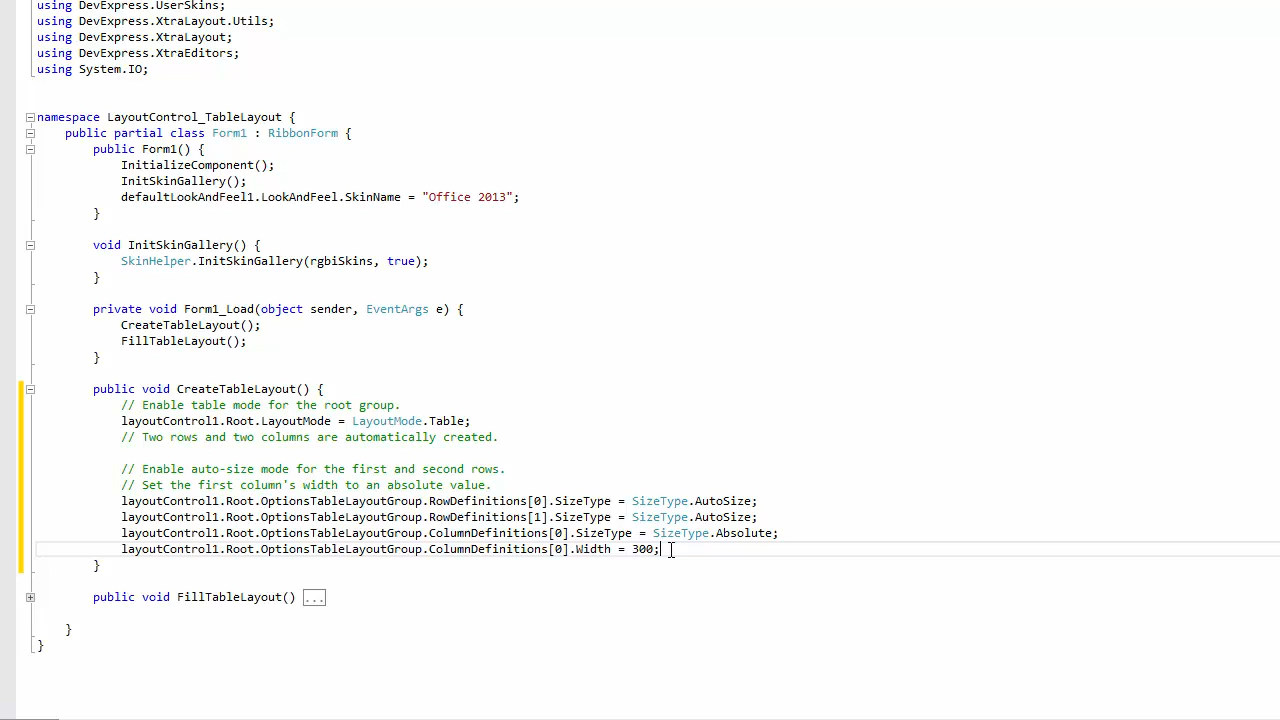 using DevExpress.UserSkins;
using DevExpress.XtraLayout.Utils;
using DevExpress.XtraLayout;
using DevExpress.XtraEditors;
using System.IO;
namespace LayoutControl_TableLayout {
public partial class Form1 : RibbonForm {
public Form1() {
InitializeComponent();
InitSkinGallery();
defaultLookAndFeel1.LookAndFeel.SkinName = "Office 2013";
}
void InitSkinGallery() {
SkinHelper.InitSkinGallery(rgbiSkins, true);
}
private void Form1_Load(object sender, EventArgs e) {
CreateTableLayout();
FillTableLayout();
}
public void CreateTableLayout() {
// Enable table mode for the root group.
layoutControl1.Root.LayoutMode = LayoutMode.Table;
// Two rows and two columns are automatically created.
// Enable auto-size mode for the first and second rows.
// Set the first column's width to an absolute value.
layoutControl1.Root.OptionsTableLayoutGroup.RowDefinitions[0].SizeType = SizeType.AutoSize;
layoutControl1.Root.OptionsTableLayoutGroup.RowDefinitions[1].SizeType = SizeType.AutoSize;
layoutControl1.Root.OptionsTableLayoutGroup.ColumnDefinitions[0].SizeType = SizeType.Absolute;
layoutControl1.Root.OptionsTableLayoutGroup.ColumnDefinitions[0].Width = 300;
}
public void FillTableLayout() ...
}
}